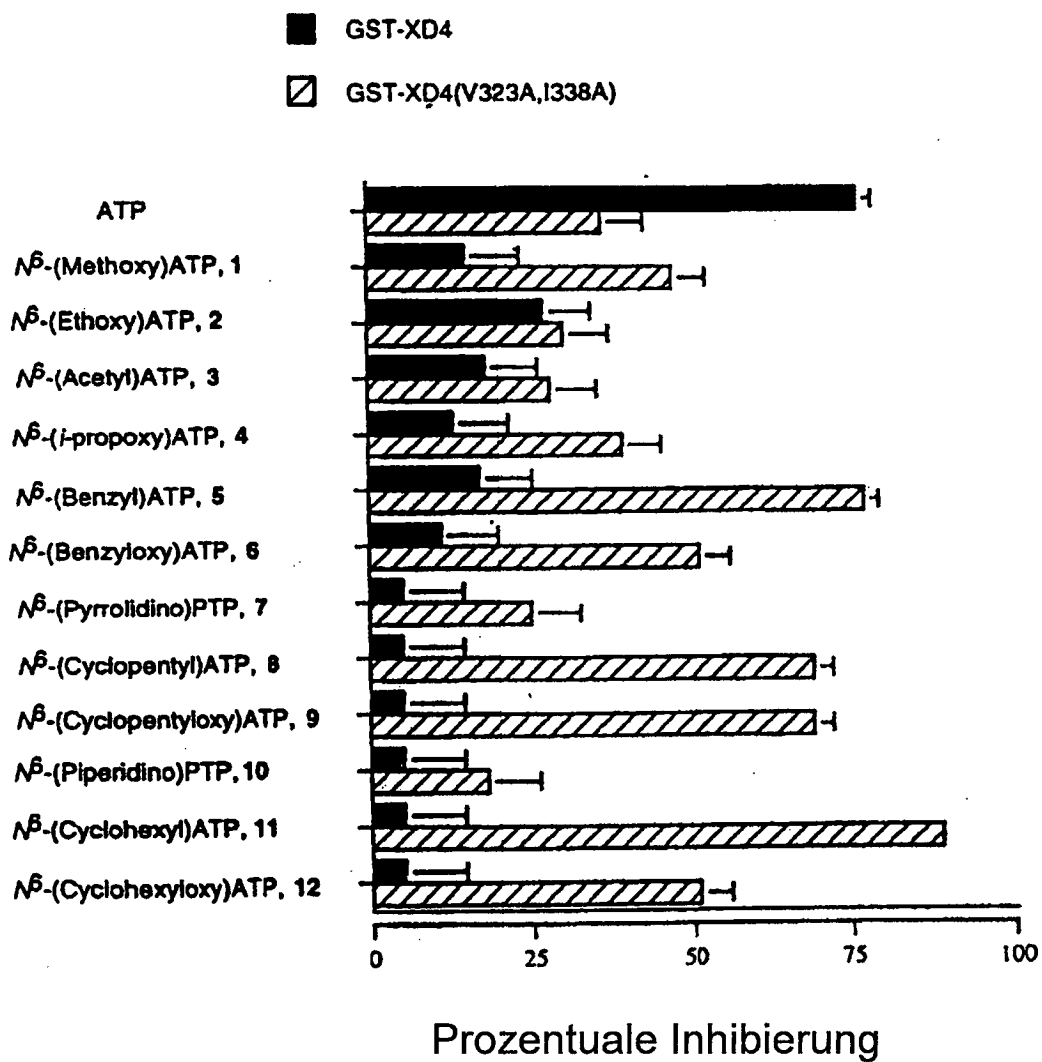 GST-XD4
GST-XD4(V323A,I338A)
ATP
N6-(Methoxy)ATP, 1
N6-(Ethoxy)ATP, 2
N6-(Acetyl)ATP, 3
N6-(i-propoxy)ATP, 4
N6-(Benzyl)ATP, 5
N6-(Benzyloxy)ATP, 6
N6-(Pyrrolidino)PTP, 7
N6-(Cyclopentyl)ATP, 8
N6-(Cyclopentyloxy)ATP, 9
N6-(Piperidino)PTP, 10
N6-(Cyclohexyl)ATP, 11
N6-(Cyclohexyloxy)ATP, 12
0 25 50 75 100
Prozentuale Inhibierung